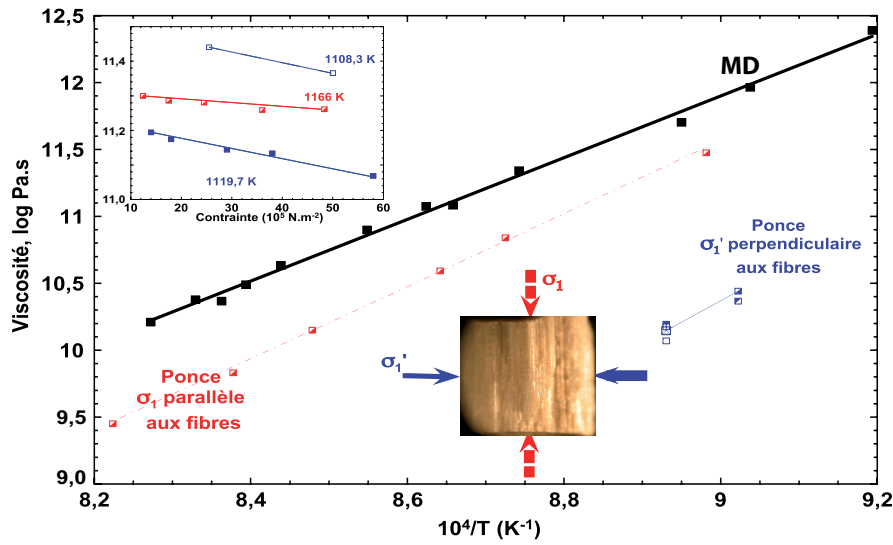 12,5
12
11,5
11
10,5
10
9,5
9,0
Viscosité, log Pa.s
11,4
11,2
11,0
1108,3 K
1166 K
1119,7 K
10
20
30
40
50
60
Contrainte (10⁵ N.m⁻²)
MD
Ponce
σ₁' perpendiculaire
aux fibres
σ₁
σ₁'
Ponce
σ₁ parallèle
aux fibres
8,2
8,4
8,6
8,8
9
9,2
10⁴/T (K⁻¹)